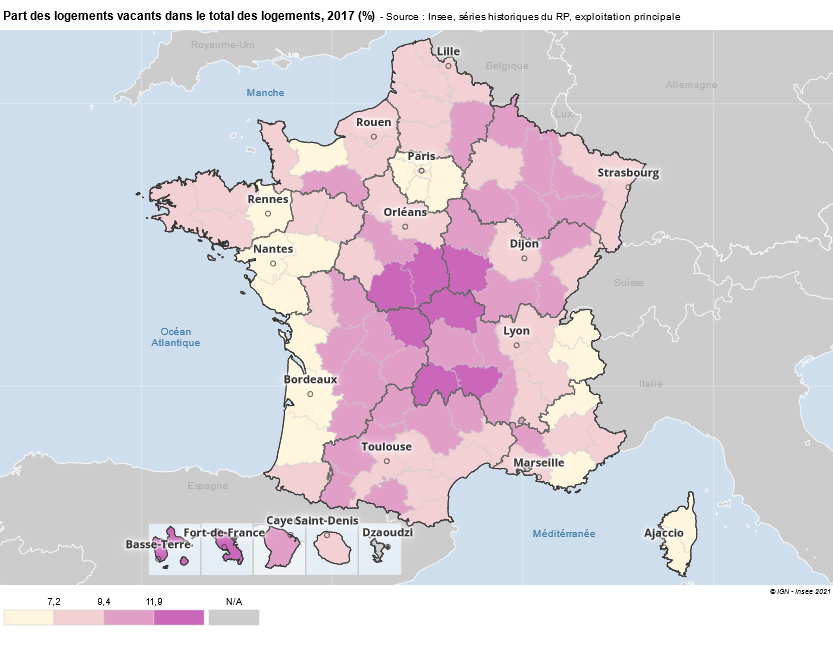 Part des logements vacants dans le total des logements, 2017 (%) - Source : Insee, séries historiques du RP, exploitation principale
Royaume-Uni
Lille
Belgique
Allemagne
Manche
Lux.
Rouen
Paris
Strasbourg
Rennes
Orléans
Nantes
Dijon
Suisse
Océan
Atlantique
Lyon
Bordeaux
Italie
Toulouse
Marseille
Espagne
Basse-Terre
Fort-de-France
Caye
Saint-Denis
Dzaoudzi
Méditérranée
Ajaccio
© IGN - Insee 2021
7,2 9,4 11,9 N/A